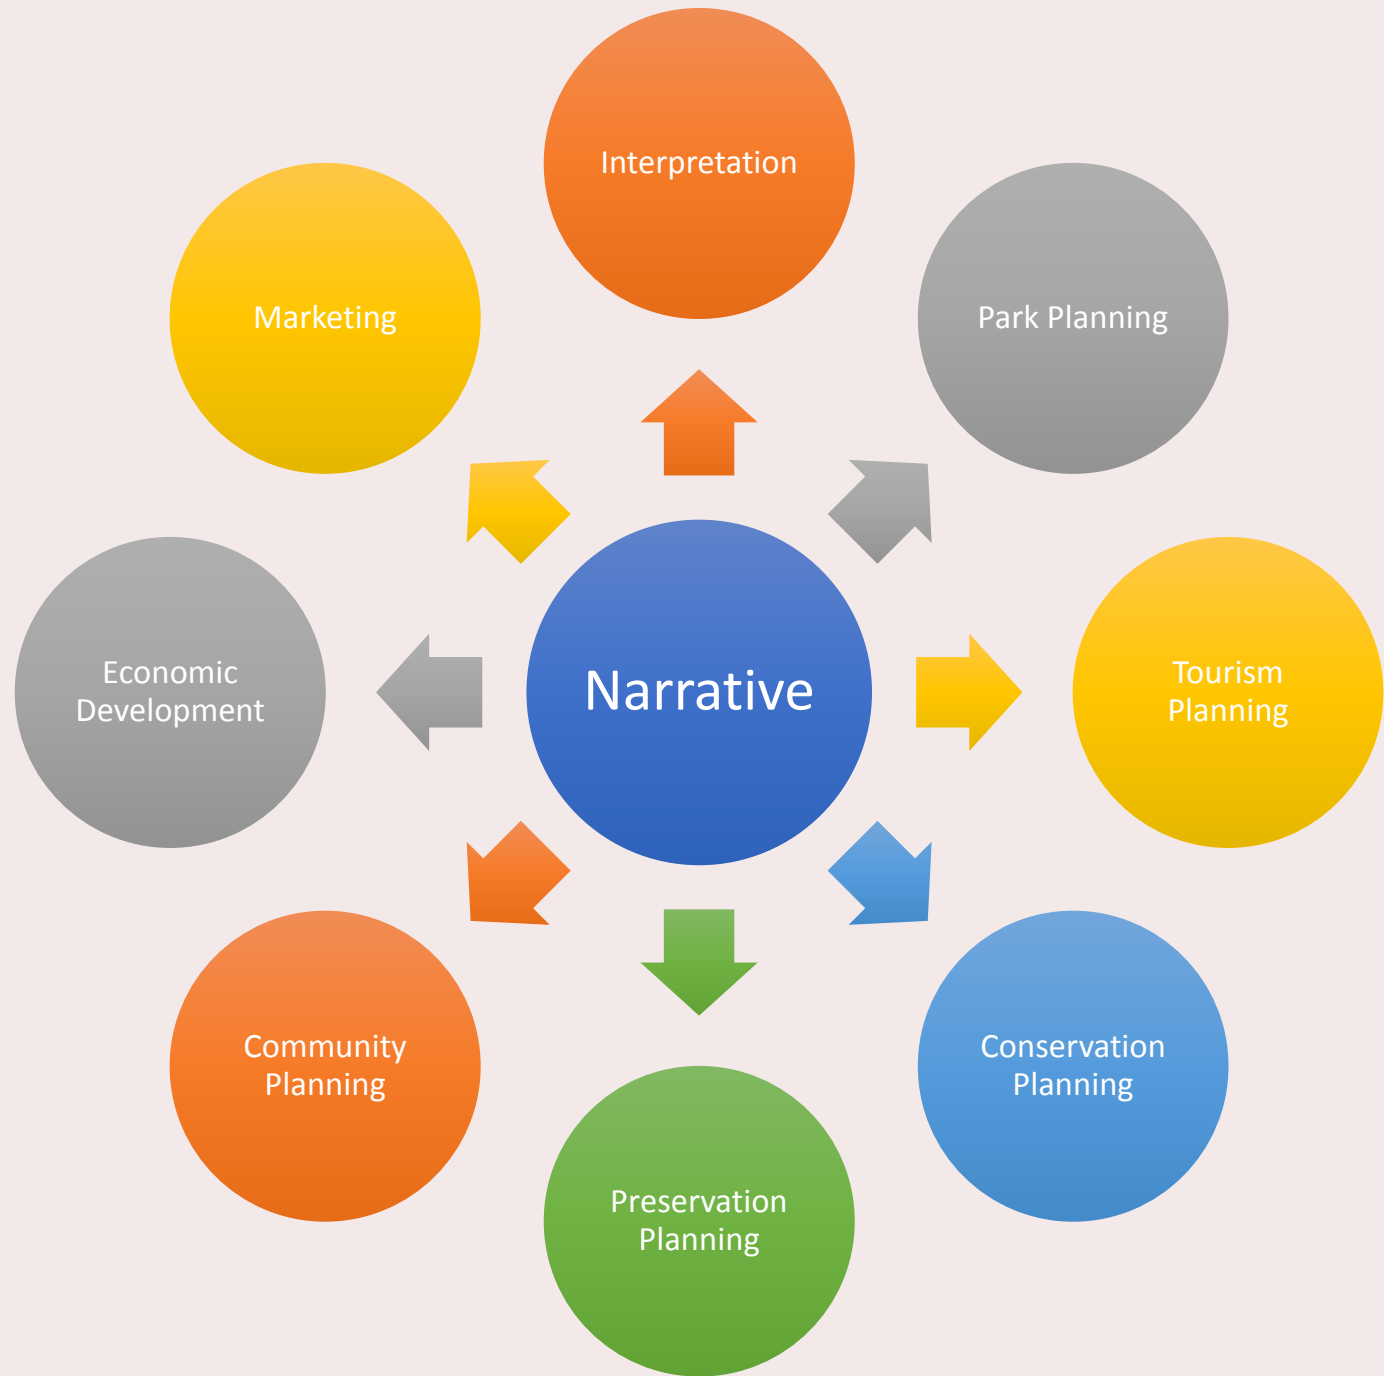 Interpretation
Marketing
Park Planning
Economic
Development
Narrative
Tourism
Planning
Community
Planning
Conservation
Planning
Preservation
Planning